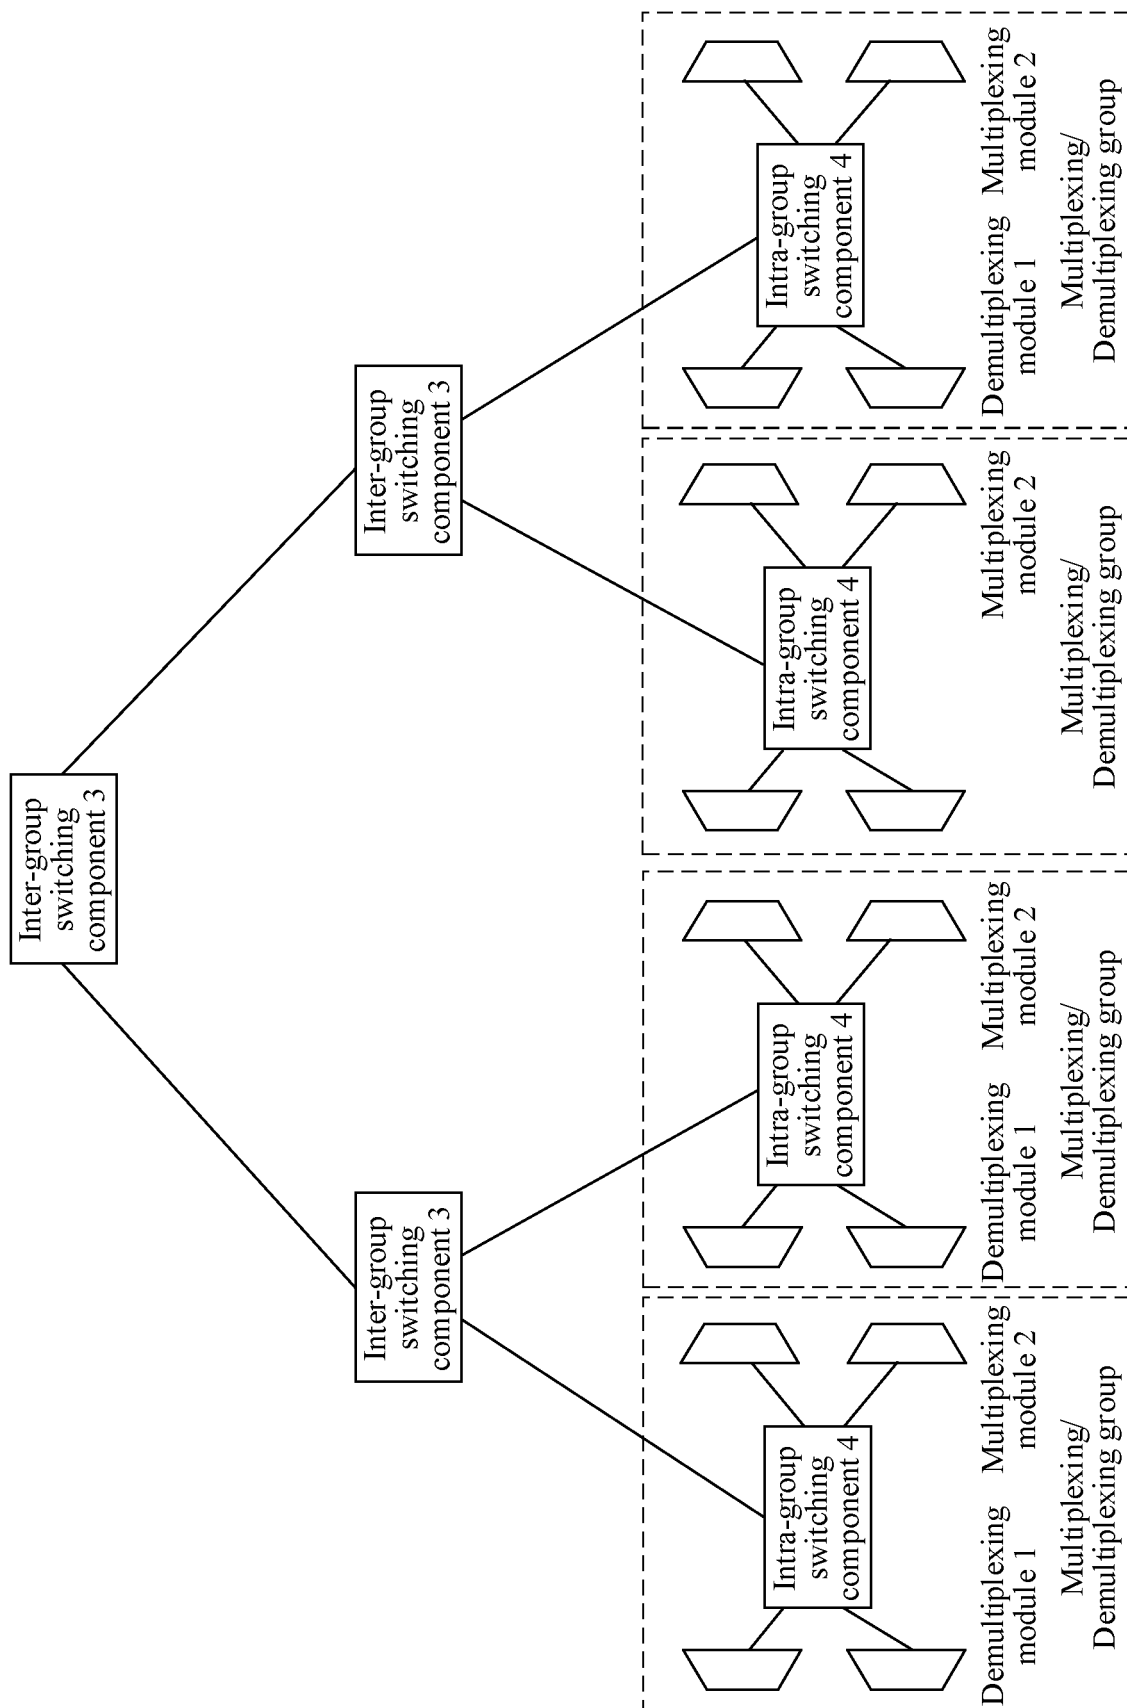 Inter-group
switching
component 3
Inter-group
switching
component 3
Inter-group
switching
component 3
Intra-group
switching
component 4
Demultiplexing
module 1
Multiplexing
module 2
Multiplexing/
Demultiplexing group
Intra-group
switching
component 4
Demultiplexing
module 1
Multiplexing
module 2
Multiplexing/
Demultiplexing group
Intra-group
switching
component 4
Multiplexing
module 2
Multiplexing/
Demultiplexing group
Intra-group
switching
component 4
Demultiplexing
module 1
Multiplexing
module 2
Multiplexing/
Demultiplexing group